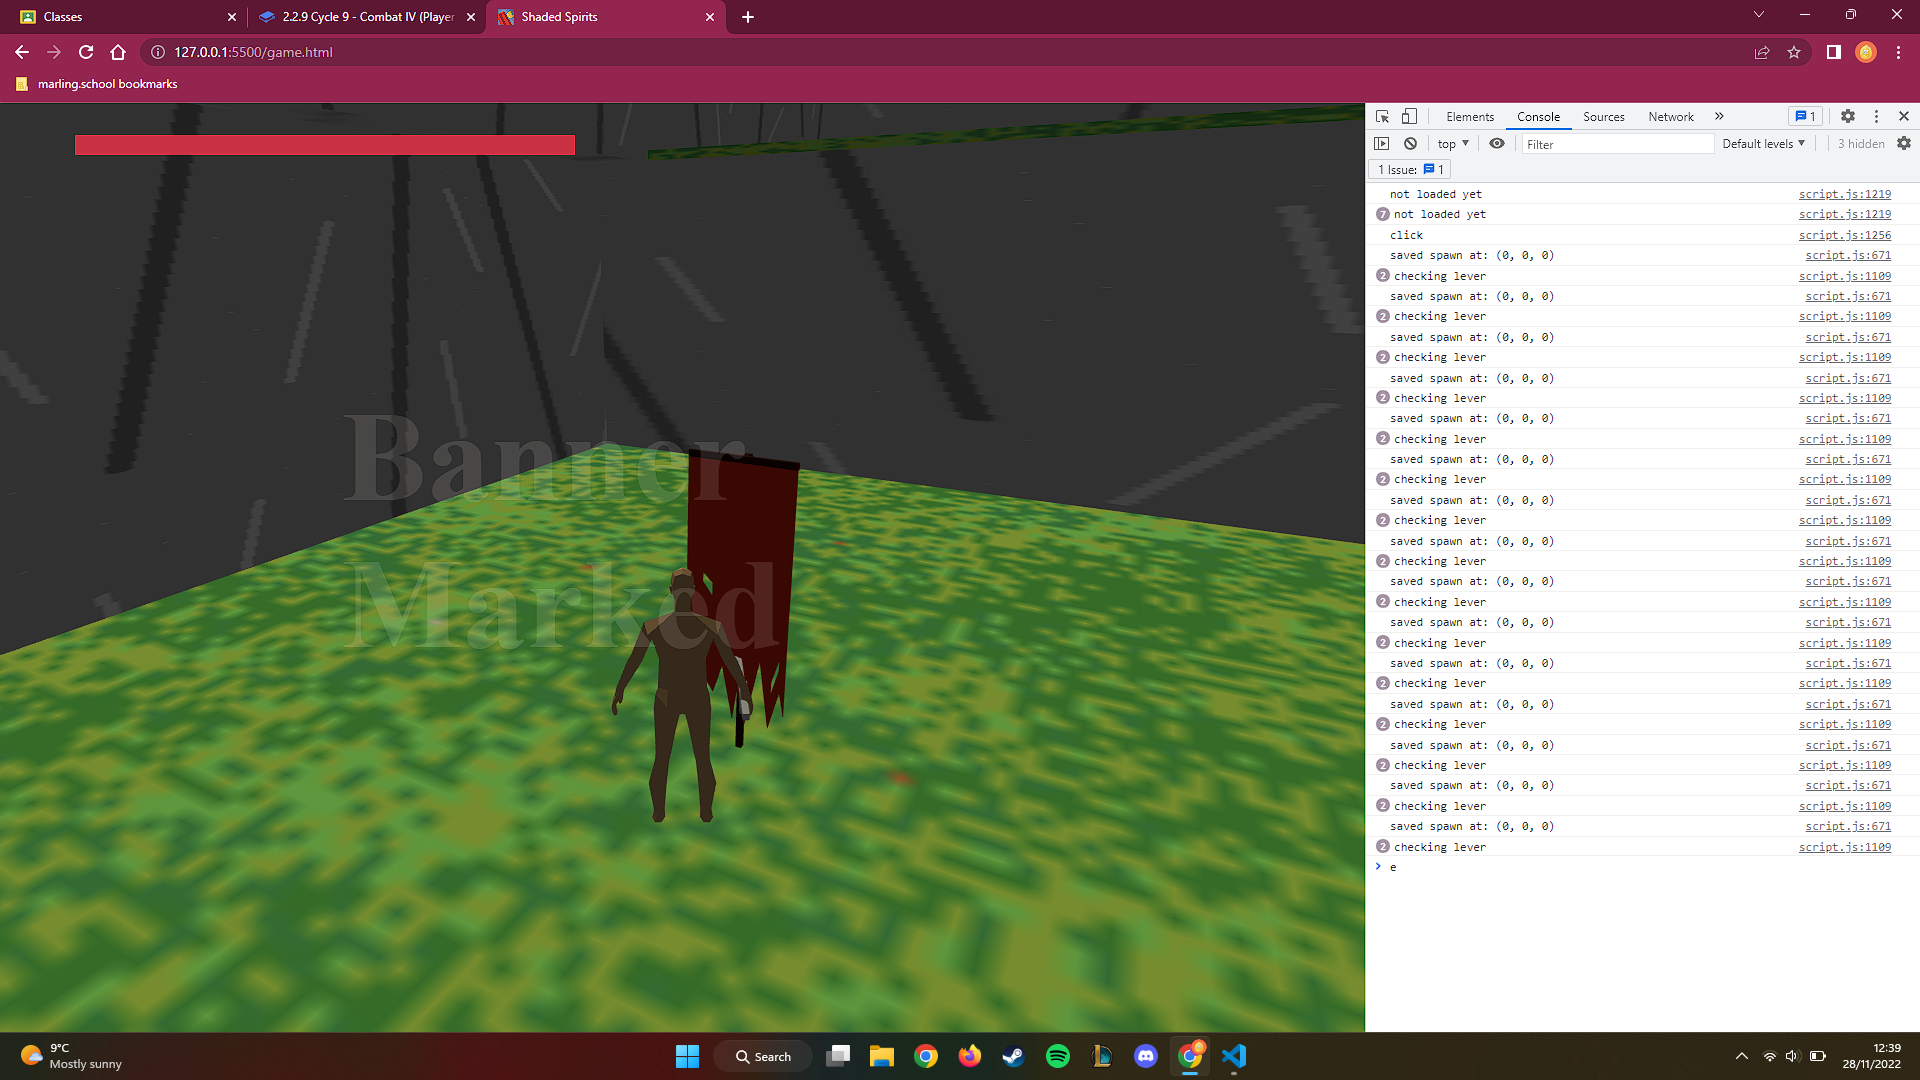 Classes
2.2.9 Cycle 9 - Combat IV (Player
Shaded Spirits
127.0.0.1:5500/game.html
marling.school bookmarks
Banner
Marked
Elements Console Sources Network » 1
top Filter Default levels 3 hidden
1 Issue: 1
not loaded yet script.js:1219
7 not loaded yet script.js:1219
click script.js:1256
saved spawn at: (0, 0, 0) script.js:671
2 checking lever script.js:1109
saved spawn at: (0, 0, 0) script.js:671
2 checking lever script.js:1109
saved spawn at: (0, 0, 0) script.js:671
2 checking lever script.js:1109
saved spawn at: (0, 0, 0) script.js:671
2 checking lever script.js:1109
saved spawn at: (0, 0, 0) script.js:671
2 checking lever script.js:1109
saved spawn at: (0, 0, 0) script.js:671
2 checking lever script.js:1109
saved spawn at: (0, 0, 0) script.js:671
2 checking lever script.js:1109
saved spawn at: (0, 0, 0) script.js:671
2 checking lever script.js:1109
saved spawn at: (0, 0, 0) script.js:671
2 checking lever script.js:1109
saved spawn at: (0, 0, 0) script.js:671
2 checking lever script.js:1109
saved spawn at: (0, 0, 0) script.js:671
2 checking lever script.js:1109
saved spawn at: (0, 0, 0) script.js:671
2 checking lever script.js:1109
saved spawn at: (0, 0, 0) script.js:671
2 checking lever script.js:1109
saved spawn at: (0, 0, 0) script.js:671
2 checking lever script.js:1109
saved spawn at: (0, 0, 0) script.js:671
2 checking lever script.js:1109
> e
9°C
Mostly sunny
Search
12:39
28/11/2022